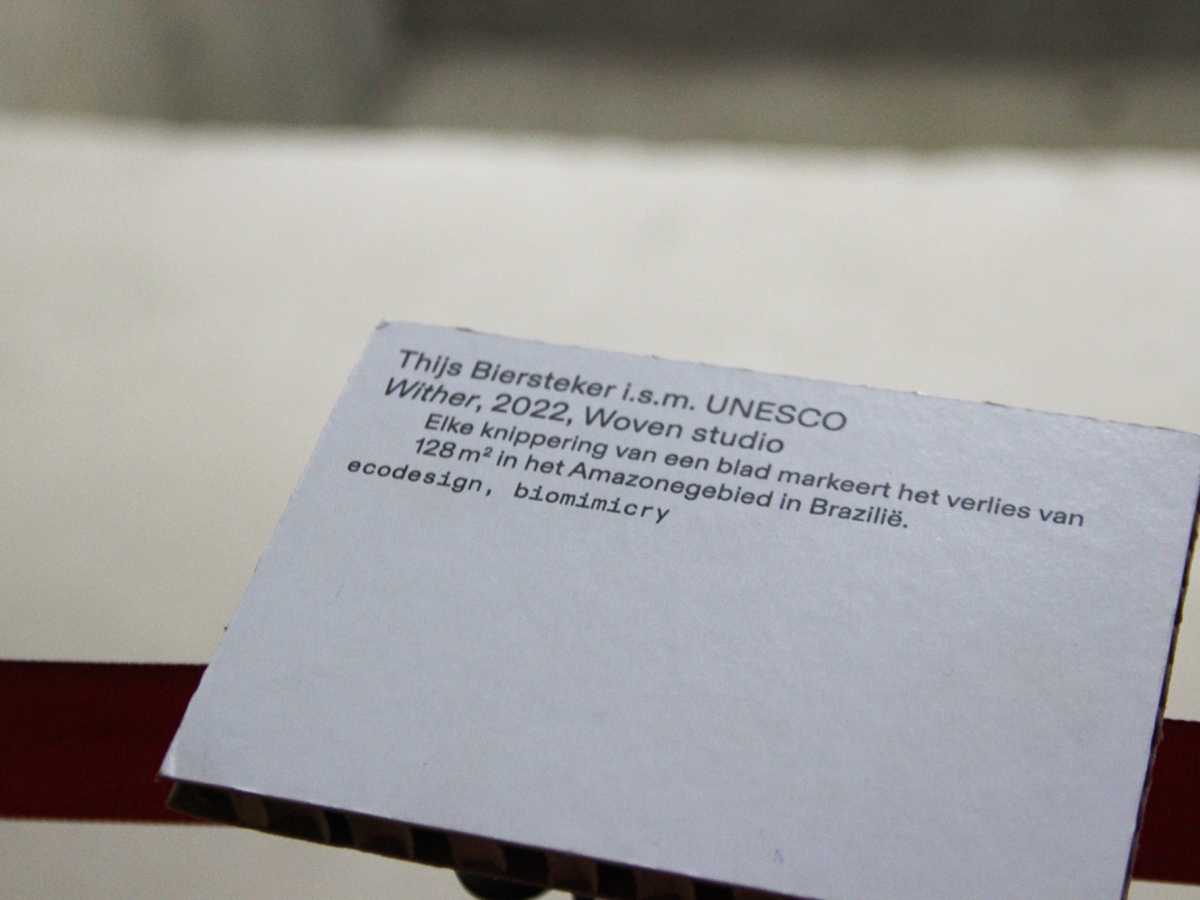 Thijs Biersteker i.s.m. UNESCO
Wither, 2022, Woven studio
Elke knippering van een blad markeert het verlies van
128 m² in het Amazonegebied in Brazilië.
ecodesign, biomimicry